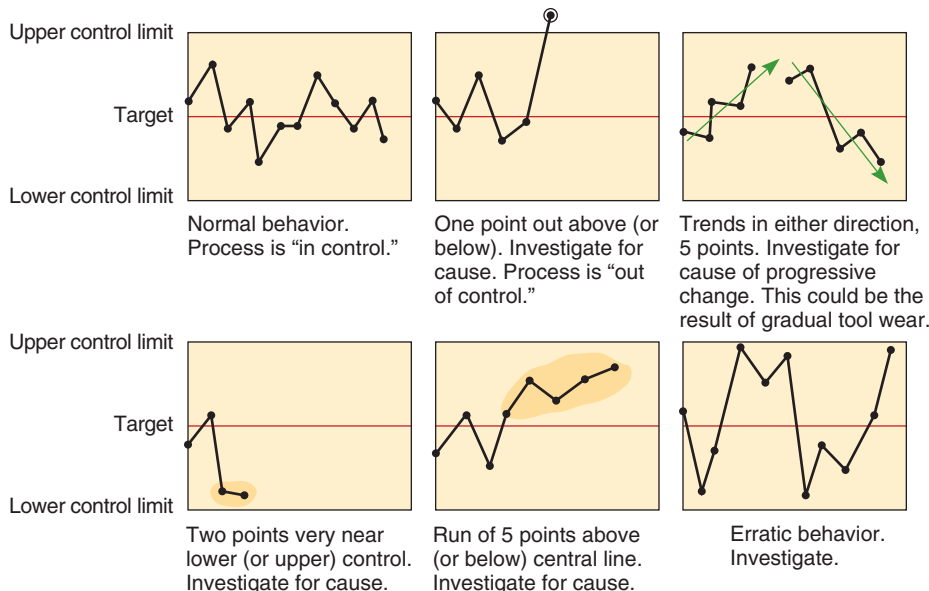 Upper control limit
Target
Lower control limit
Normal behavior.
Process is “in control.”
One point out above (or
below). Investigate for
cause. Process is “out
of control.”
Trends in either direction,
5 points. Investigate for
cause of progressive
change. This could be the
result of gradual tool wear.
Upper control limit
Target
Lower control limit
Two points very near
lower (or upper) control.
Investigate for cause.
Run of 5 points above
(or below) central line.
Investigate for cause.
Erratic behavior.
Investigate.